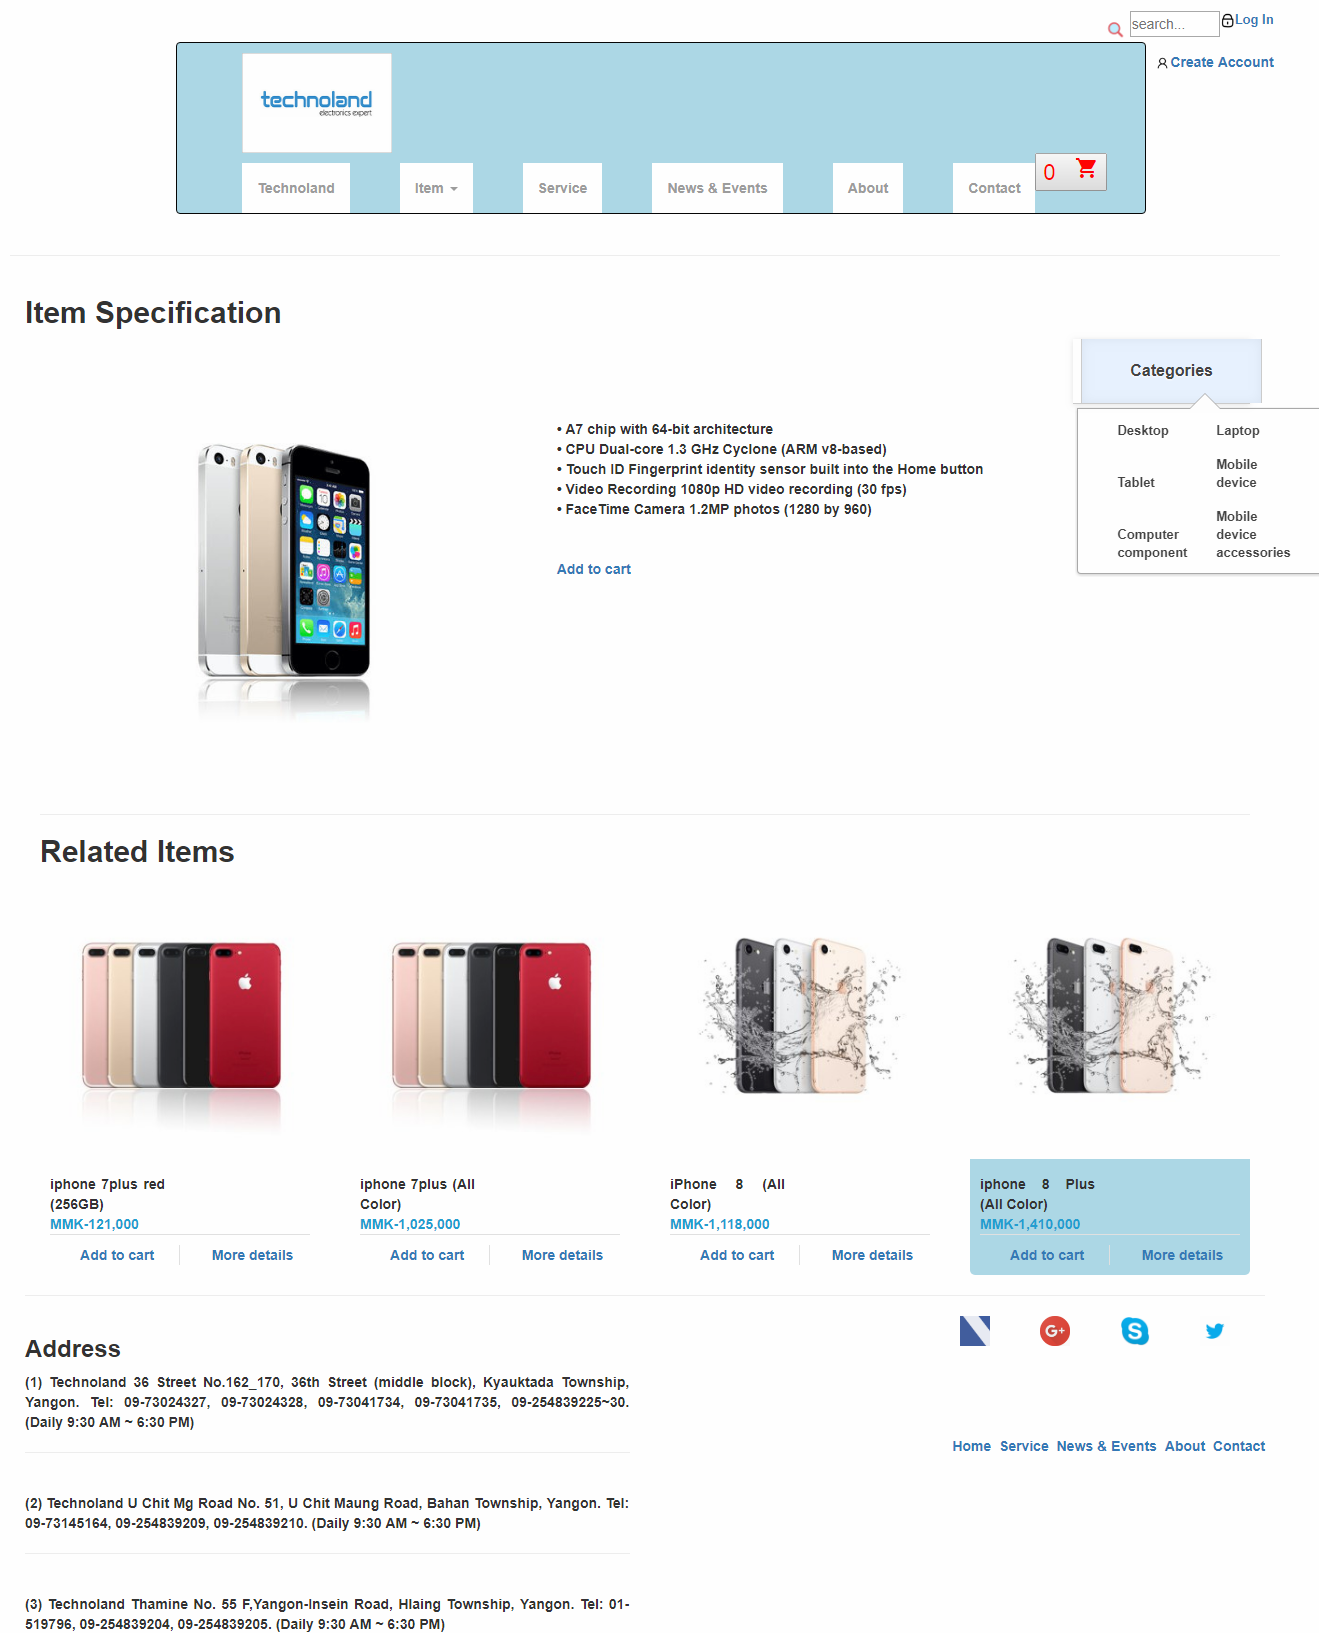 search...
Log In
Create Account
technoland
electronics expert
Technoland
Item
Service
News & Events
About
Contact
0
Item Specification
Categories
Desktop
Laptop
Tablet
Mobile
device
Computer
component
Mobile
device
accessories
• A7 chip with 64-bit architecture
• CPU Dual-core 1.3 GHz Cyclone (ARM v8-based)
• Touch ID Fingerprint identity sensor built into the Home button
• Video Recording 1080p HD video recording (30 fps)
• FaceTime Camera 1.2MP photos (1280 by 960)
Add to cart
Related Items
iphone 7plus red
(256GB)
MMK-121,000
Add to cart
More details
iphone 7plus (All
Color)
MMK-1,025,000
Add to cart
More details
iPhone 8 (All
Color)
MMK-1,118,000
Add to cart
More details
iphone 8 Plus
(All Color)
MMK-1,410,000
Add to cart
More details
Address
(1) Technoland 36 Street No.162_170, 36th Street (middle block), Kyauktada Township,
Yangon. Tel: 09-73024327, 09-73024328, 09-73041734, 09-73041735, 09-254839225~30.
(Daily 9:30 AM ~ 6:30 PM)
(2) Technoland U Chit Mg Road No. 51, U Chit Maung Road, Bahan Township, Yangon. Tel:
09-73145164, 09-254839209, 09-254839210. (Daily 9:30 AM ~ 6:30 PM)
(3) Technoland Thamine No. 55 F,Yangon-Insein Road, Hlaing Township, Yangon. Tel: 01-
519796, 09-254839204, 09-254839205. (Daily 9:30 AM ~ 6:30 PM)
G+
S
Home Service News & Events About Contact